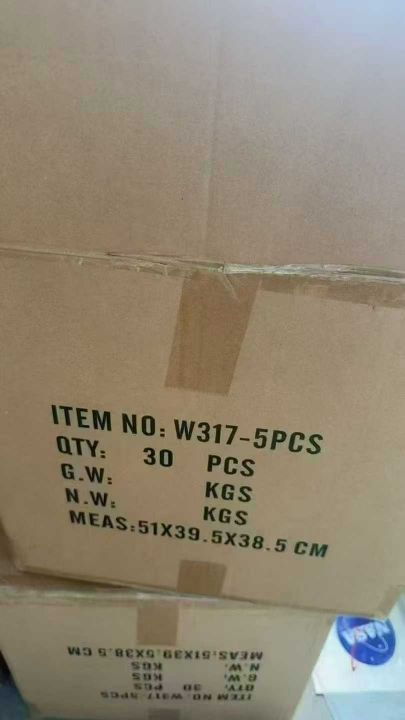 ITEM NO: W317-5PCS
QTY: 30 PCS
G.W: KGS
N.W: KGS
MEAS:51X39.5X38.5 CM
MEAS:51X39.5X38.5 CM
N.W. KGS
G.W. KGS
QTY. 30 PCS
ITEM NO: W317-5PCS
NASA